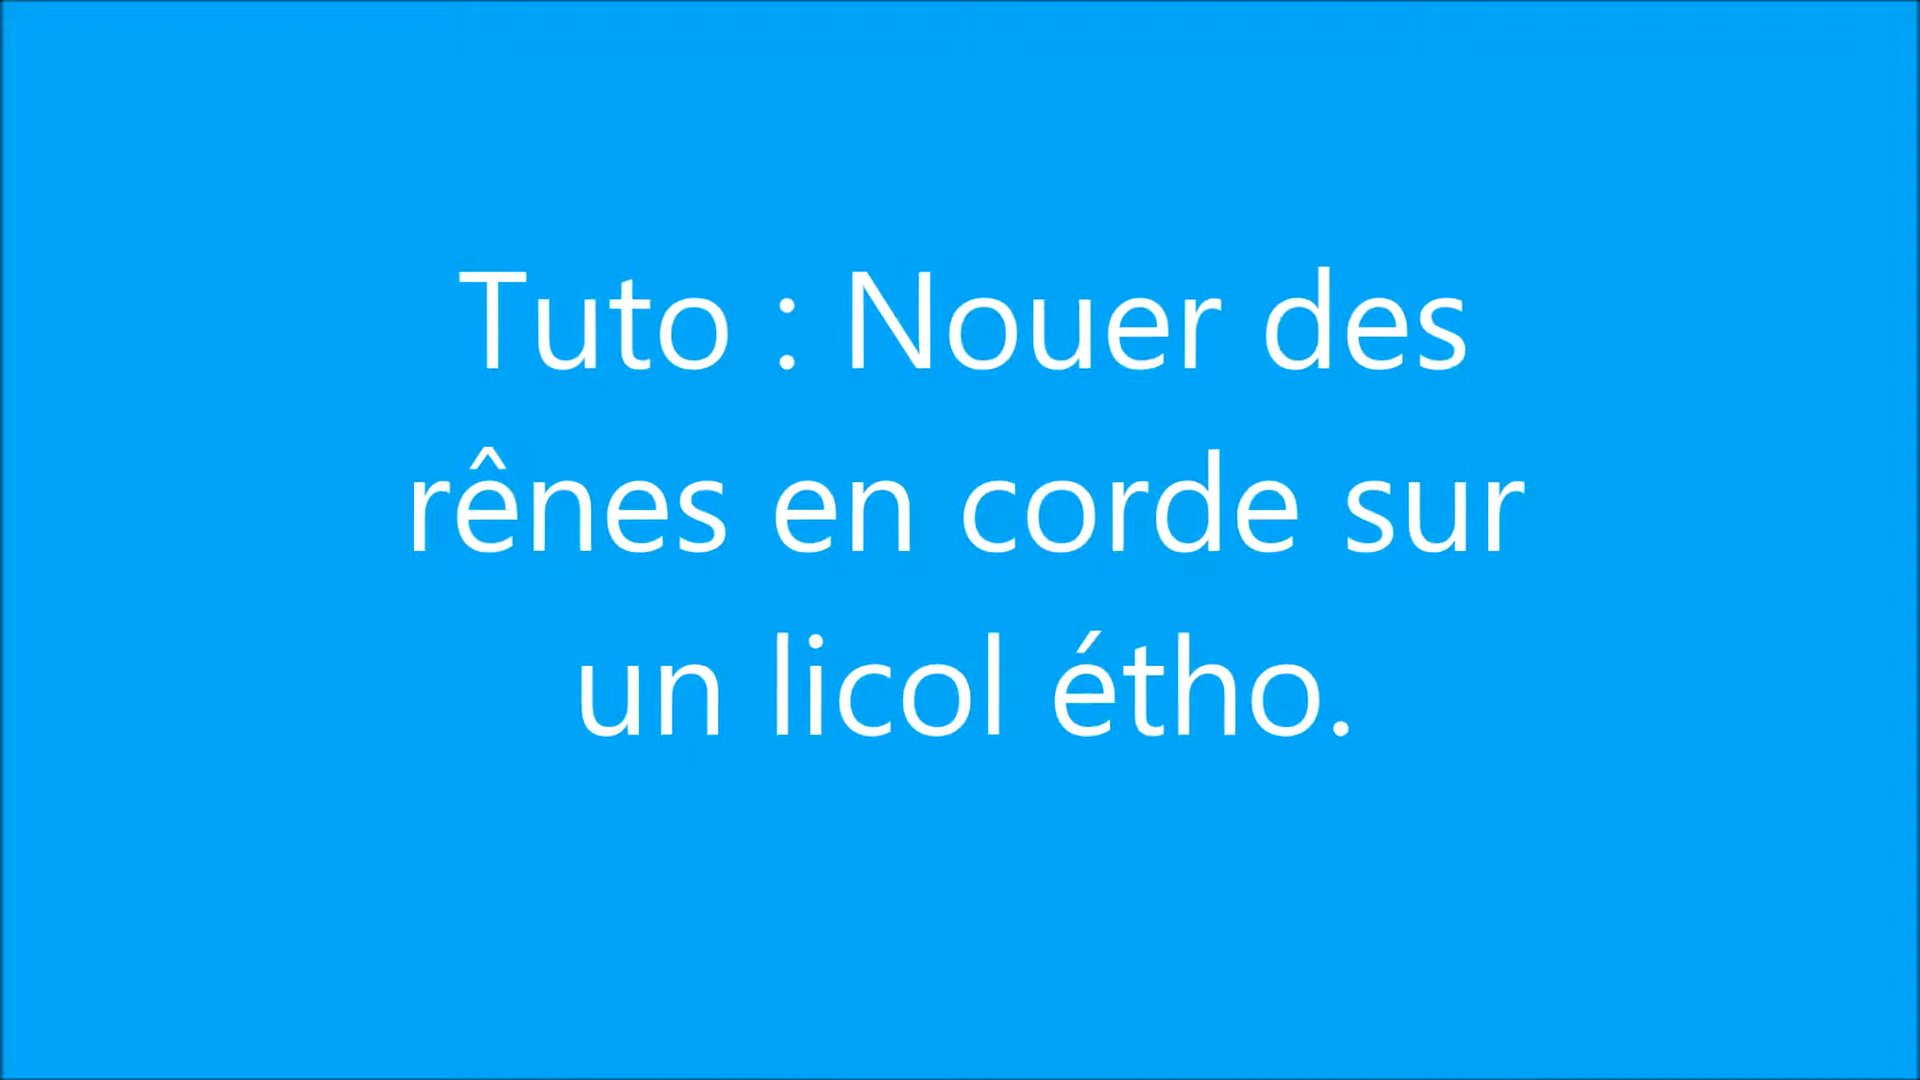 Tuto : Nouer des
rênes en corde sur
un licol étho.